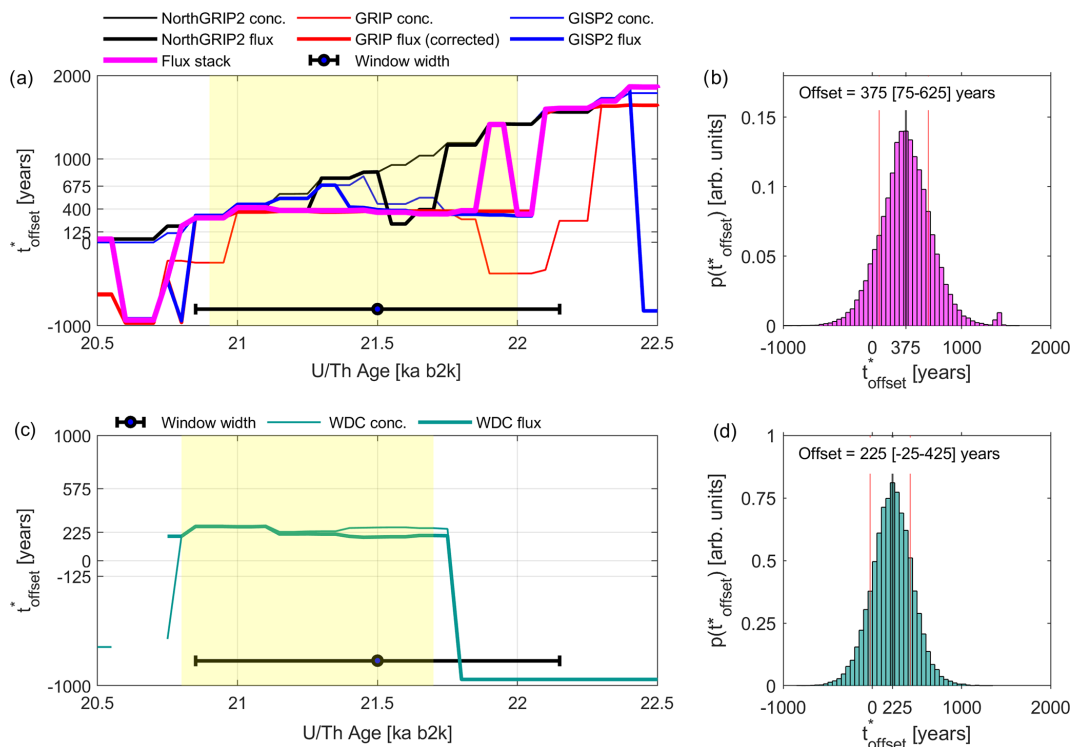 NorthGRIP2 conc. GRIP conc. GISP2 conc.
NorthGRIP2 flux GRIP flux (corrected) GISP2 flux
Flux stack Window width
(a)
2000
1000
675
400
125
0
-1000
t*offset [years]
20.5 21 21.5 22 22.5
U/Th Age [ka b2k]
(b)
Offset = 375 [75-625] years
0.15
0.1
0.05
0
p(t*offset) [arb. units]
-1000 0 375 1000 2000
t*offset [years]
(c)
Window width WDC conc. WDC flux
1000
575
225
0
-125
-1000
t*offset [years]
20.5 21 21.5 22 22.5
U/Th Age [ka b2k]
(d)
Offset = 225 [-25-425] years
1
0.75
0.5
0.25
0
p(t*offset) [arb. units]
-1000 0 225 1000 2000
t*offset [years]